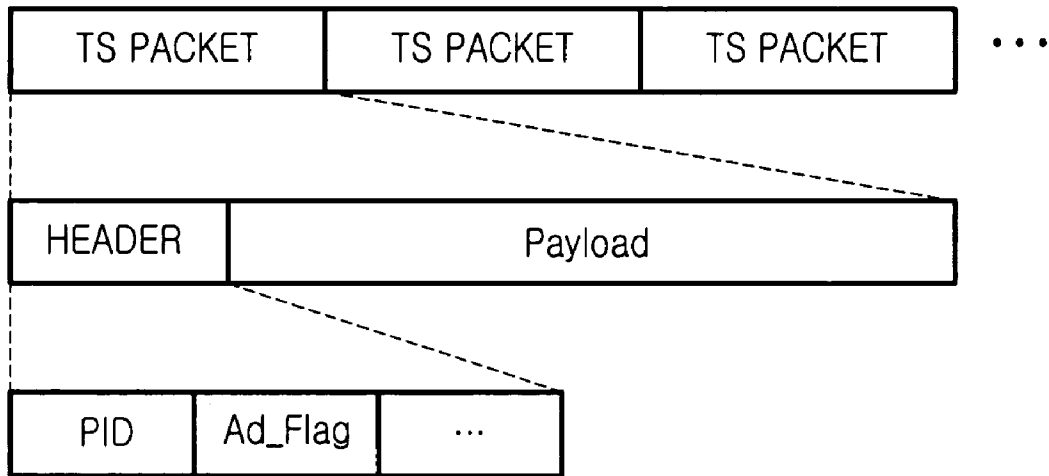 TS PACKET TS PACKET TS PACKET ...
HEADER Payload
PID Ad_Flag ...